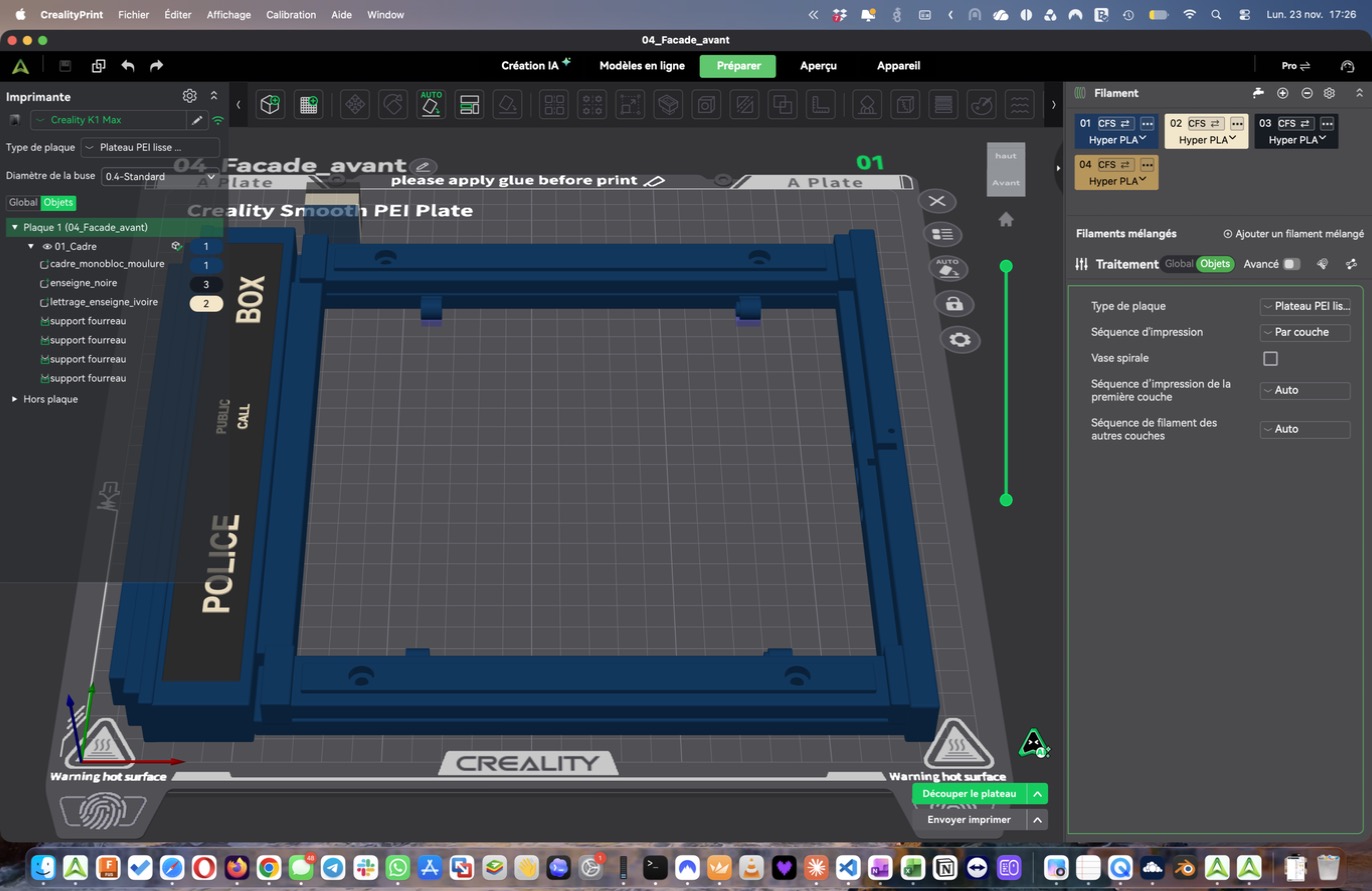 CrealityPrint Fichier Éditer Affichage Calibration Aide Window
Lun. 23 nov. 17:26
04_Facade_avant
Création IA Modèles en ligne Préparer Aperçu Appareil
Pro
Imprimante
Creality K1 Max
Type de plaque Plateau PEI lisse ...
Diamètre de la buse 0.4-Standard
Global Objets
Plaque 1 (04_Facade_avant)
01_Cadre 1
cadre_monobloc_moulure 1
enseigne_noire 3
lettrage_enseigne_ivoire 2
support fourreau
support fourreau
support fourreau
support fourreau
Hors plaque
AUTO
04_Facade_avant
01
A Plate
please apply glue before print
A Plate
Creality Smooth PEI Plate
haut
Avant
AUTO
POLICE
PUBLIC
CALL
BOX
Warning hot surface
CREALITY
Warning hot surface
Découper le plateau
Envoyer imprimer
Filament
01 CFS
Hyper PLA
02 CFS
Hyper PLA
03 CFS
Hyper PLA
04 CFS
Hyper PLA
Filaments mélangés
Ajouter un filament mélangé
Traitement Global Objets Avancé
Type de plaque Plateau PEI lis...
Séquence d'impression Par couche
Vase spirale
Séquence d'impression de la
première couche
Auto
Séquence de filament des
autres couches
Auto